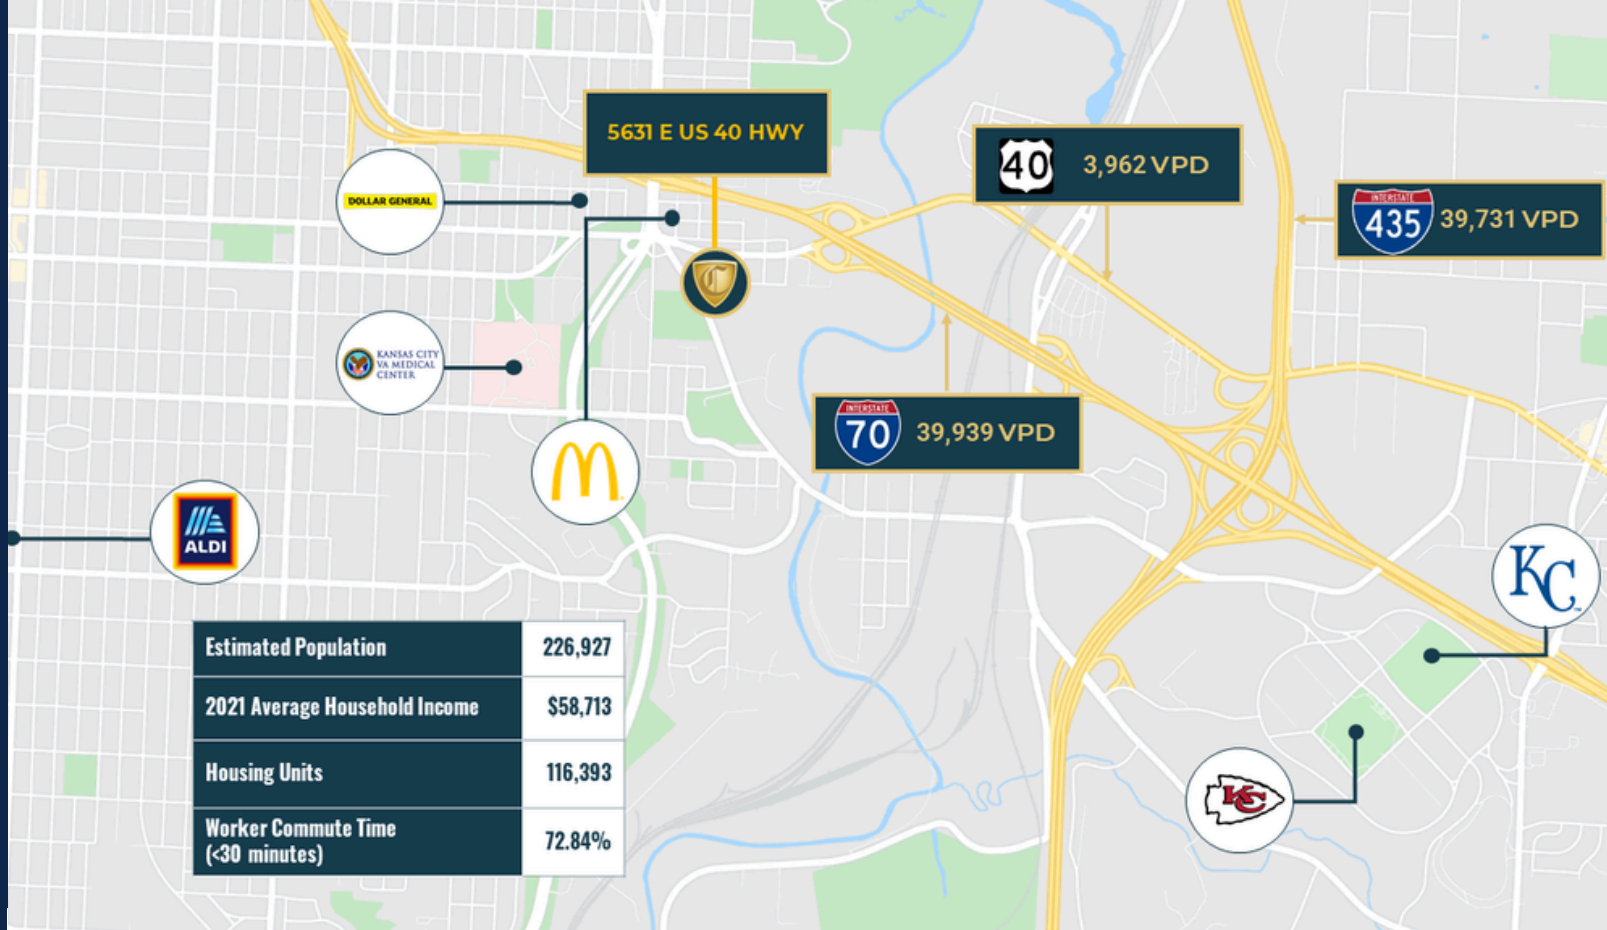 5631 E US 40 HWY
40 3,962 VPD
INTERSTATE
435 39,731 VPD
DOLLAR GENERAL
KANSAS CITY
VA MEDICAL
CENTER
INTERSTATE
70 39,939 VPD
ALDI
KC
KC
Estimated Population 226,927
2021 Average Household Income $58,713
Housing Units 116,393
Worker Commute Time
(<30 minutes) 72.84%